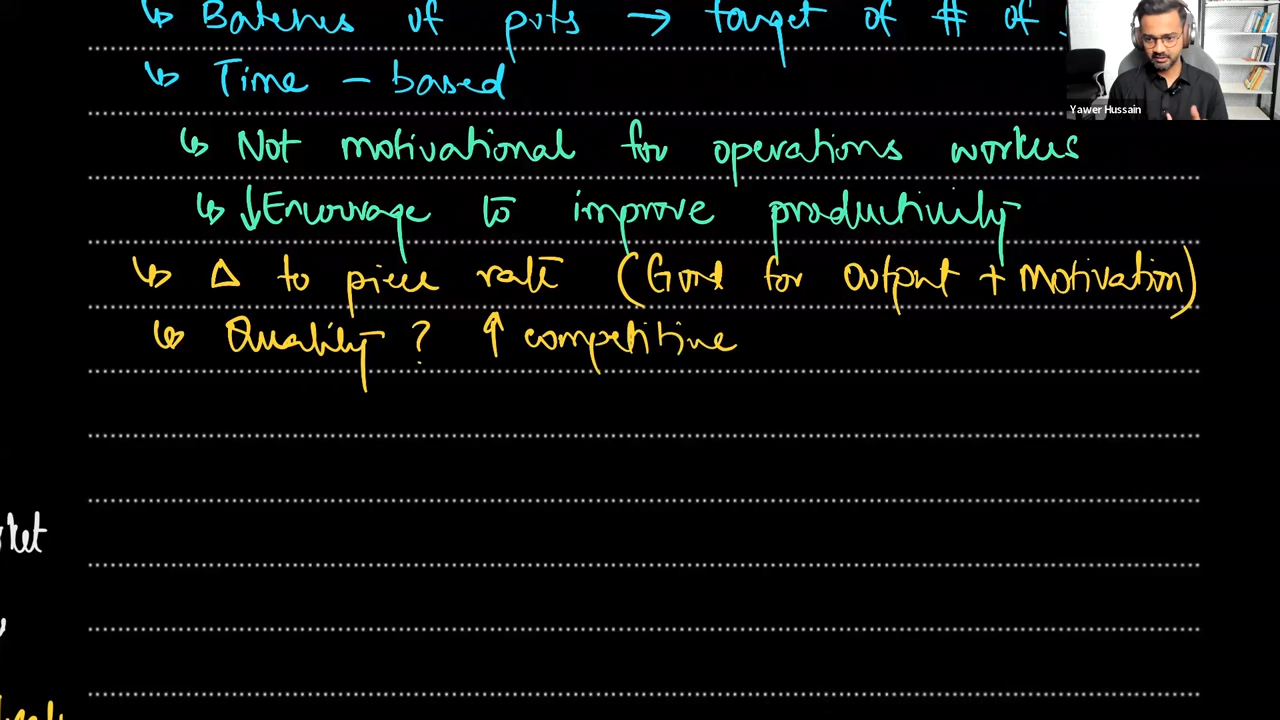 ↳ Batches of pots → target of # of
Yawer Hussain
↳ Time - based
↳ Not motivational for operations workers
↳ ↓Encourage to improve productivity
↳ Δ to piece rate (Good for output + motivation)
↳ Quality ? ↑ competitive